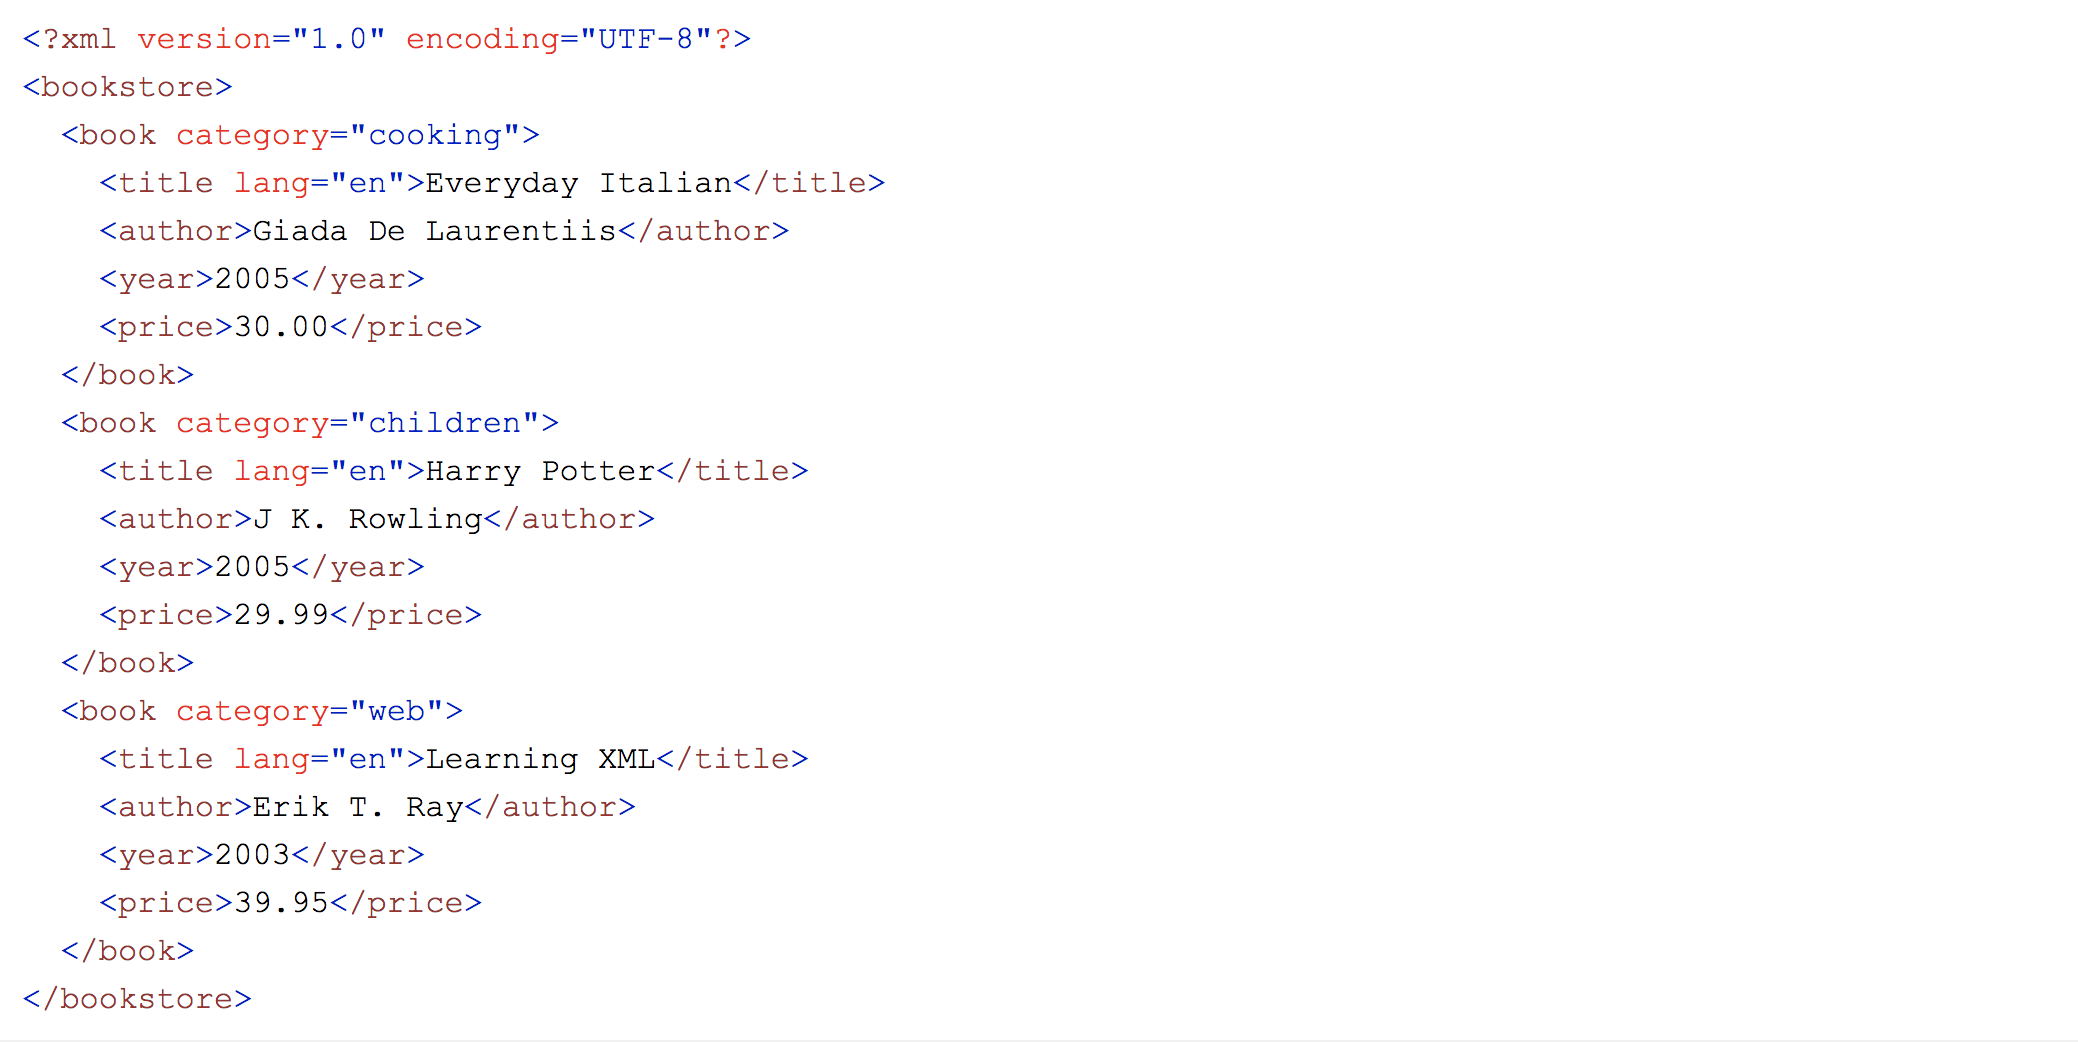 <?xml version="1.0" encoding="UTF-8"?>
<bookstore>
  <book category="cooking">
    <title lang="en">Everyday Italian</title>
    <author>Giada De Laurentiis</author>
    <year>2005</year>
    <price>30.00</price>
  </book>
  <book category="children">
    <title lang="en">Harry Potter</title>
    <author>J K. Rowling</author>
    <year>2005</year>
    <price>29.99</price>
  </book>
  <book category="web">
    <title lang="en">Learning XML</title>
    <author>Erik T. Ray</author>
    <year>2003</year>
    <price>39.95</price>
  </book>
</bookstore>